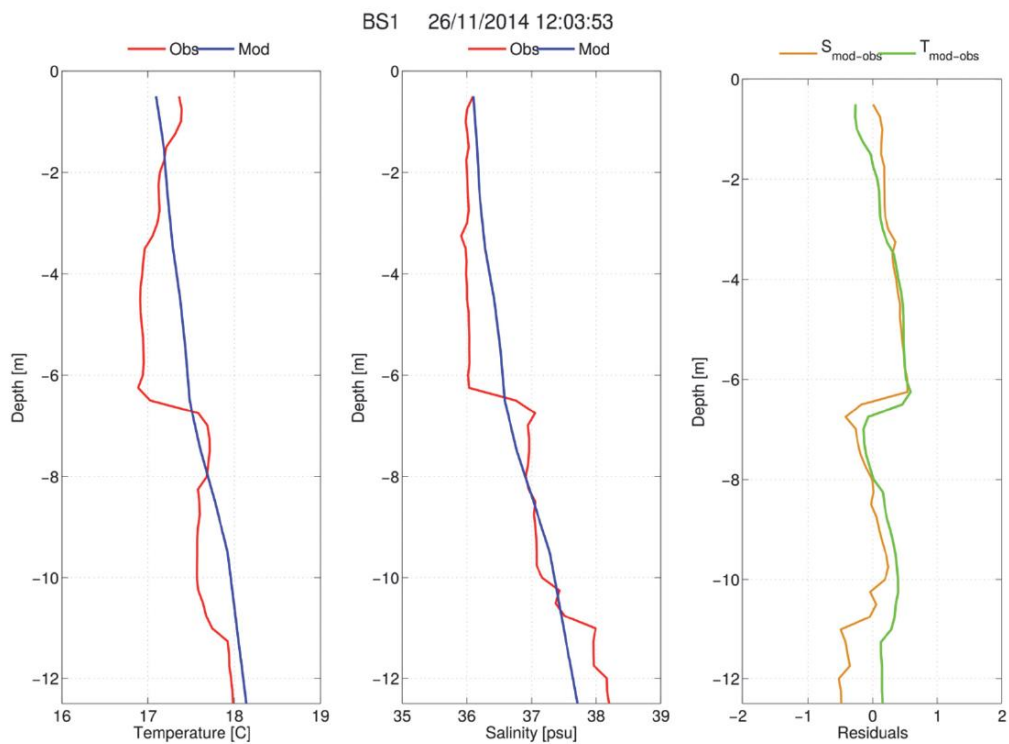 BS1 26/11/2014 12:03:53
Obs Mod
0
−2
−4
−6
−8
−10
−12
Depth [m]
16 17 18 19
Temperature [C]
Obs Mod
0
−2
−4
−6
−8
−10
−12
Depth [m]
35 36 37 38 39
Salinity [psu]
S mod−obs T mod−obs
0
−2
−4
−6
−8
−10
−12
Depth [m]
−2 −1 0 1 2
Residuals